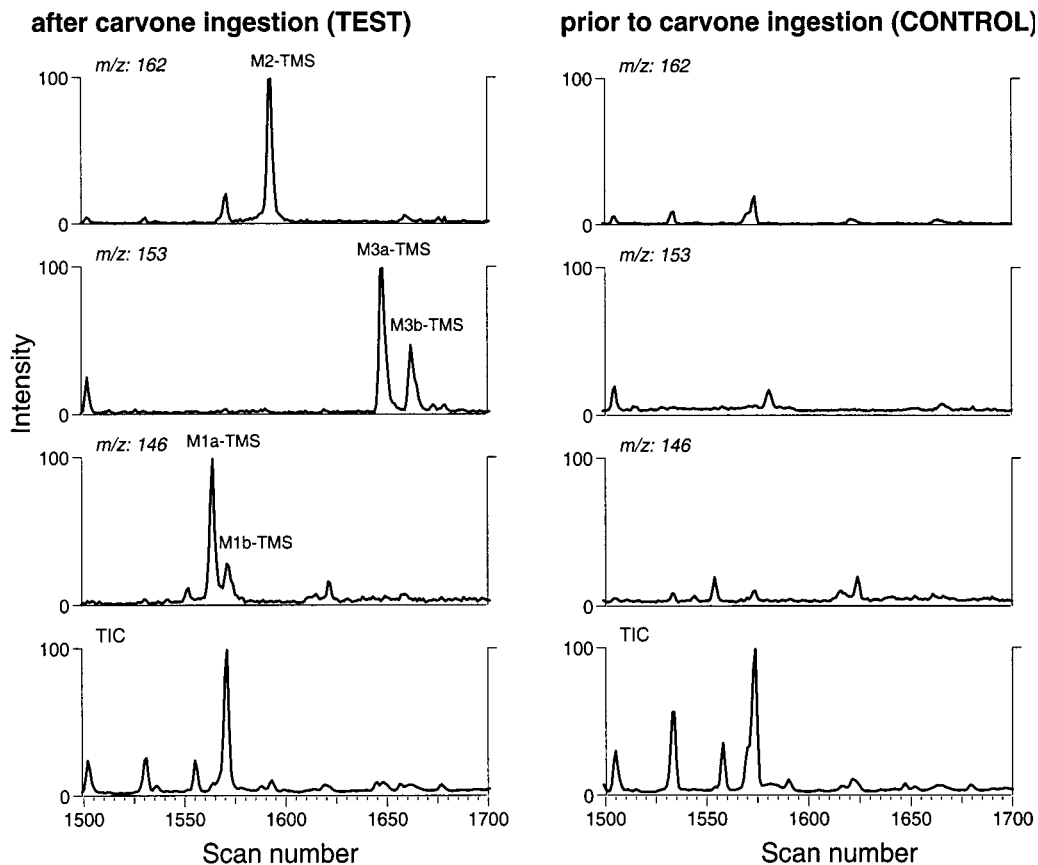 after carvone ingestion (TEST)
m/z: 162
M2-TMS
100
0
m/z: 153
M3a-TMS
M3b-TMS
100
0
m/z: 146
M1a-TMS
M1b-TMS
100
0
TIC
100
0
1500 1550 1600 1650 1700
Scan number
Intensity
prior to carvone ingestion (CONTROL)
m/z: 162
100
0
m/z: 153
100
0
m/z: 146
100
0
TIC
100
0
1500 1550 1600 1650 1700
Scan number